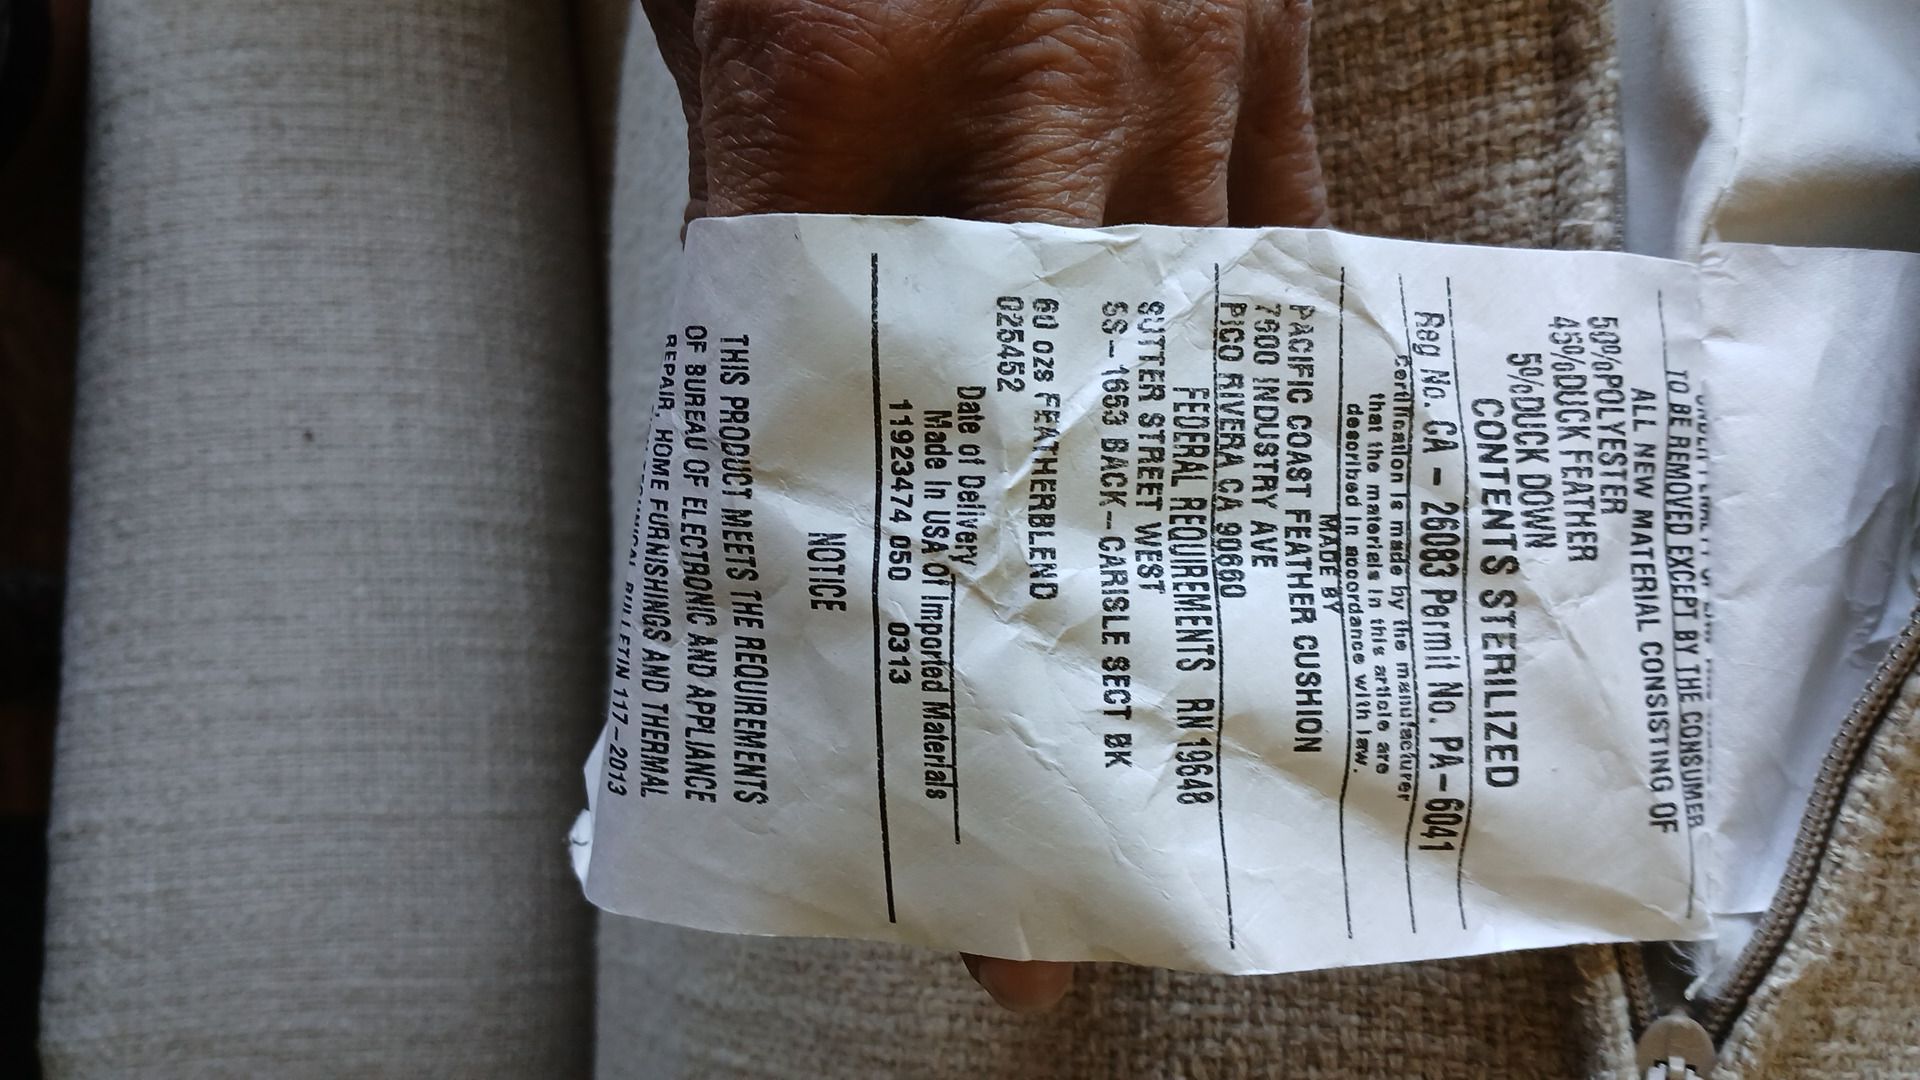 TO BE REMOVED EXCEPT BY THE CONSUMER
ALL NEW MATERIAL CONSISTING OF
50%POLYESTER
45%DUCK FEATHER
5%DUCK DOWN
CONTENTS STERILIZED
Reg No. CA - 26083 Permit No. PA-6041
Certification is made by the manufacturer
that the materials in this article are
described in accordance with law.
MADE BY
PACIFIC COAST FEATHER CUSHION
7600 INDUSTRY AVE
PICO RIVERA CA 90660
FEDERAL REQUIREMENTS RN 19648
SUTTER STREET WEST
SS-1653 BACK--CARISLE SECT BK
60 ozs FEATHERBLEND
025452
Date of Delivery
Made in USA of Imported Materials
11923474 050 0313
NOTICE
THIS PRODUCT MEETS THE REQUIREMENTS
OF BUREAU OF ELECTRONIC AND APPLIANCE
REPAIR, HOME FURNISHINGS AND THERMAL
BULLETIN 117-2013